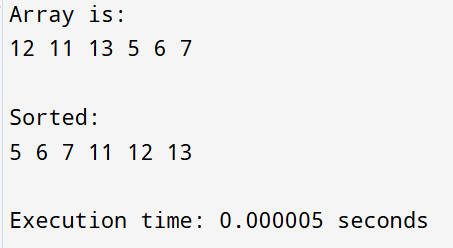 Array is:
12 11 13 5 6 7
Sorted:
5 6 7 11 12 13
Execution time: 0.000005 seconds